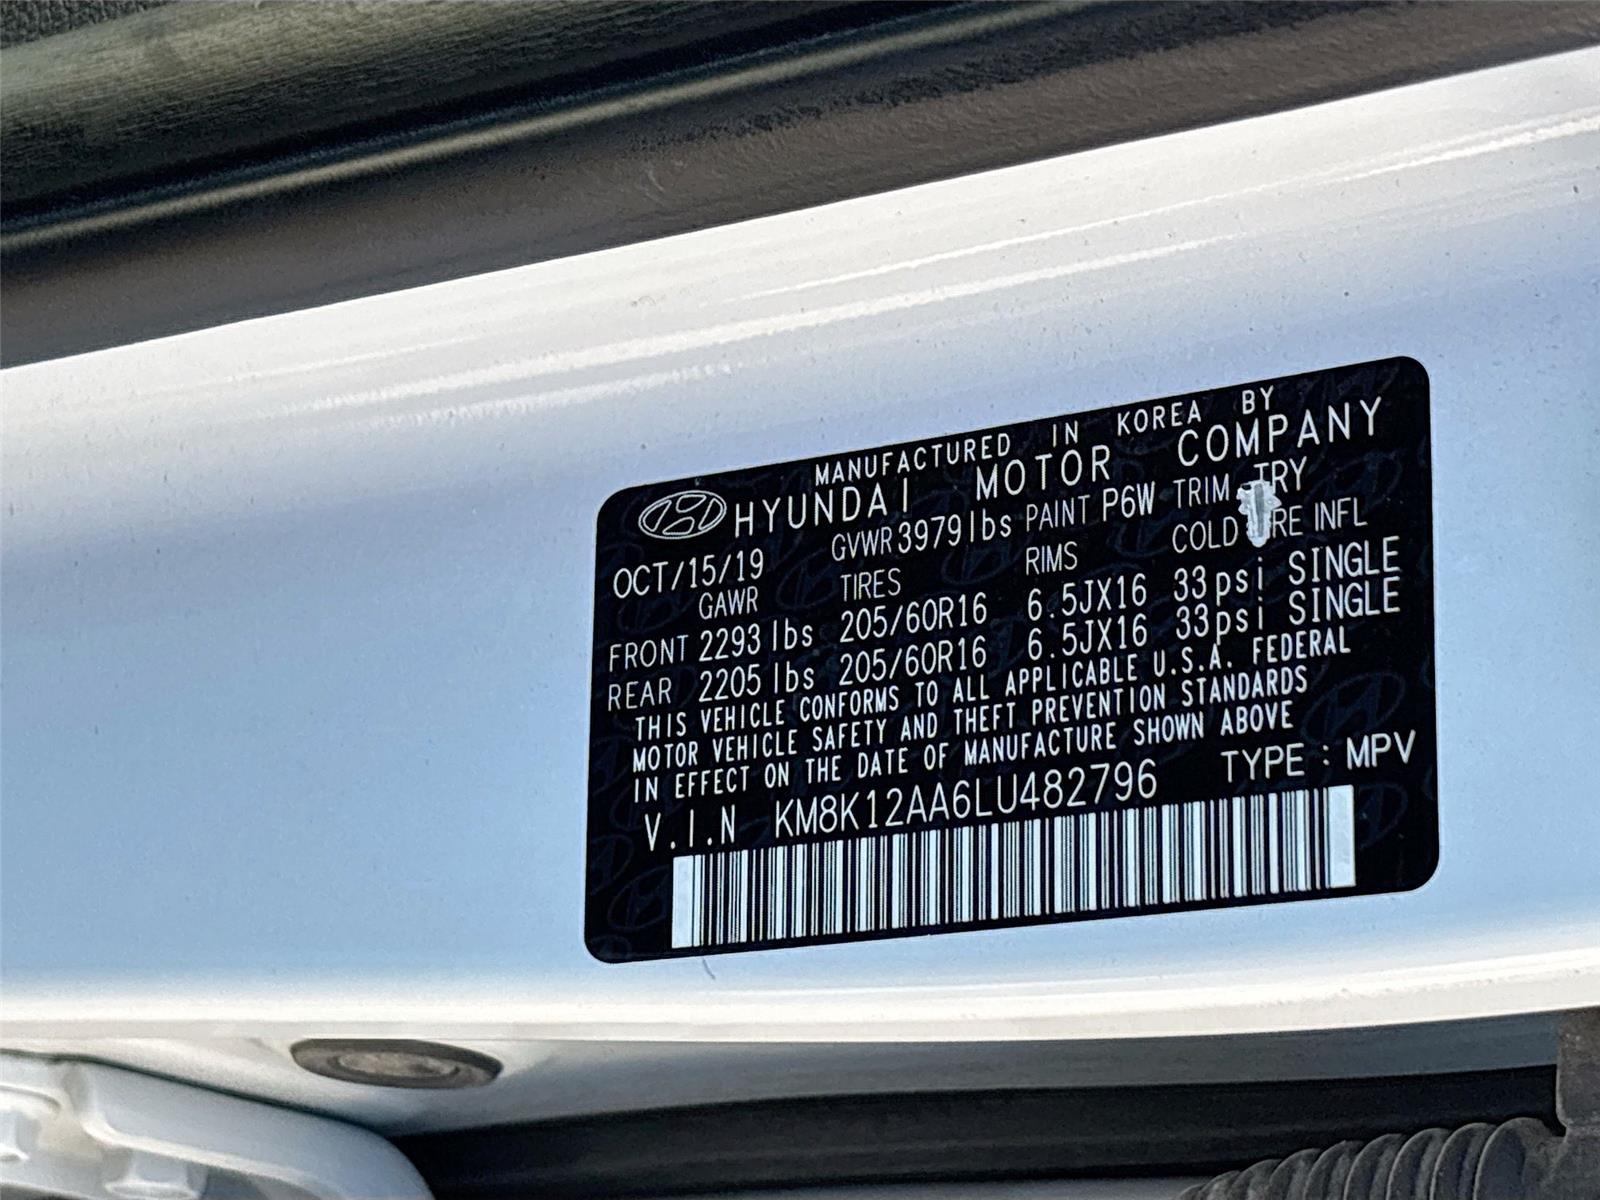 MANUFACTURED IN KOREA BY
HYUNDAI MOTOR COMPANY
OCT/15/19 GVWR 3979lbs PAINT P6W TRIM TRY
GAWR TIRES RIMS COLD INFL
FRONT 2293 lbs 205/60R16 6.5JX16 33psi SINGLE
REAR 2205 lbs 205/60R16 6.5JX16 33psi SINGLE
THIS VEHICLE CONFORMS TO ALL APPLICABLE U.S.A. FEDERAL
MOTOR VEHICLE SAFETY AND THEFT PREVENTION STANDARDS
IN EFFECT ON THE DATE OF MANUFACTURE SHOWN ABOVE
V.I.N KM8K12AA6LU482796 TYPE : MPV